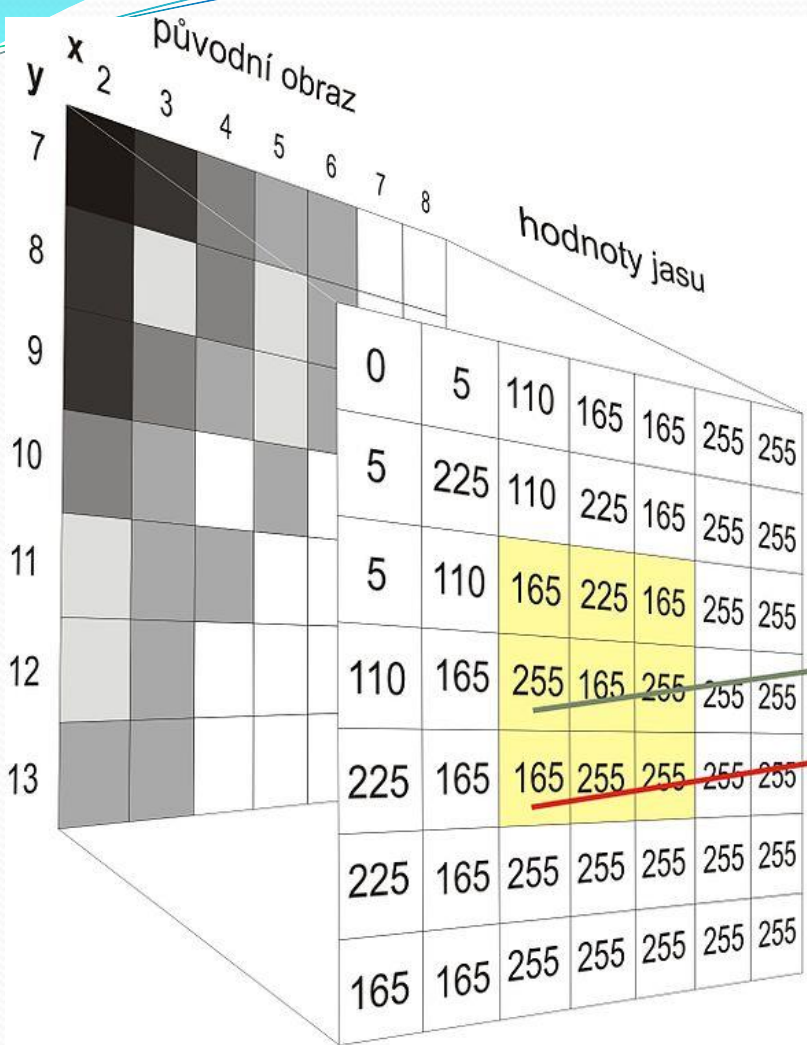 původní obraz
x 2 3 4 5 6 7 8
y
7
8
9
10
11
12
13
hodnoty jasu
0 5 110 165 165 255 255
5 225 110 225 165 255 255
5 110 165 225 165 255 255
110 165 255 165 255 255 255
225 165 165 255 255 255 255
225 165 255 255 255 255 255
165 165 255 255 255 255 255